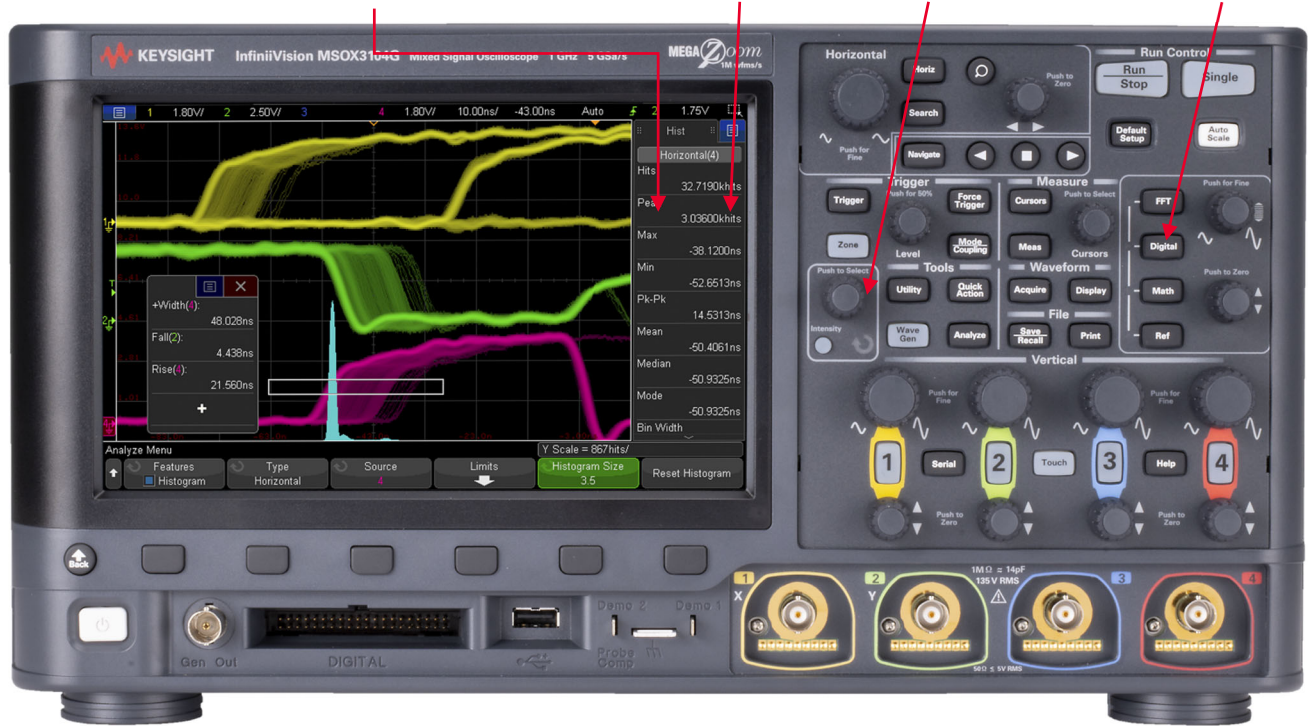 KEYSIGHT InfiniiVision MSOX3104G Mixed Signal Oscilloscope 1 GHz 5 GSa/s
MEGA Zoom
1M wfms/s
1 1.80V/ 2 2.50V/ 3 4 1.80V/ 10.00ns/ -43.00ns Auto 2 1.75V
Hist
Horizontal(4)
Hits
32.7190khits
Peak
3.03600khits
Max
-38.1200ns
Min
-52.6513ns
Pk-Pk
14.5313ns
Mean
-50.4061ns
Median
-50.9325ns
Mode
-50.9325ns
Bin Width
+Width(4):
48.028ns
Fall(2):
4.438ns
Rise(4):
21.560ns
Analyze Menu
Y Scale = 867hits/
Features
Histogram
Type
Horizontal
Source
4
Limits
Histogram Size
3.5
Reset Histogram
Back
Gen Out
DIGITAL
Demo 2
Demo 1
Probe
Comp
Horizontal
Horiz
Push to
Zero
Search
Push for
Fine
Navigate
Run Control
Run
Stop
Single
Default
Setup
Auto
Scale
Trigger
Trigger
Push for 50%
Force
Trigger
Zone
Level
Mode
Coupling
Measure
Cursors
Push to Select
Meas
Cursors
FFT
Push for Fine
Digital
Push to Zero
Math
Ref
Push to Select
Intensity
Tools
Utility
Quick
Action
Wave
Gen
Analyze
Waveform
Acquire
Display
File
Save
Recall
Print
Vertical
Push for
Fine
Push for
Fine
1
Serial
2
Touch
3
Help
4
Push to
Zero
Push to
Zero
1
X
2
Y
1MΩ ≅ 14pF
135 V RMS
3
4
50Ω ≤ 5V RMS